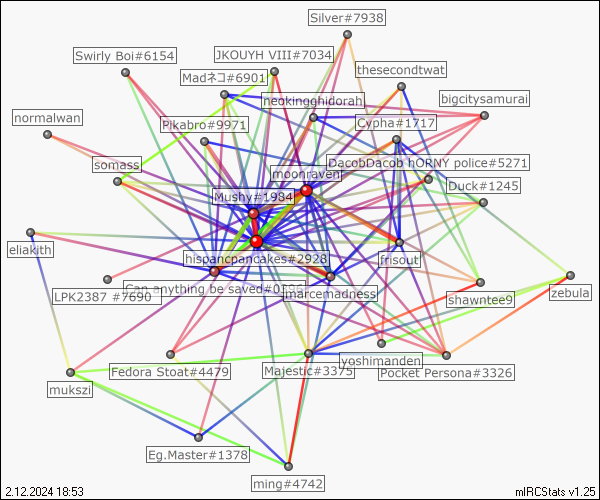 Silver#7938
Swirly Boi#6154
JKOUYH VIII#7034
Madネコ#6901
thesecondtwat
neokingghidorah
bigcitysamurai
normalwan
Pikabro#9971
Cypha#1717
somass
moonraven
DacobDacob hORNY police#5271
Mushy#1984
Duck#1245
eliakith
hispancpancakes#2928
frisout
LPK2387 #7690
Can anything be saved#0396
jmarcemadness
shawntee9
zebula
Fedora Stoat#4479
Majestic#3375
yoshimanden
Pocket Persona#3326
mukszi
Eg.Master#1378
ming#4742
2.12.2024 18:53
mIRCStats v1.25